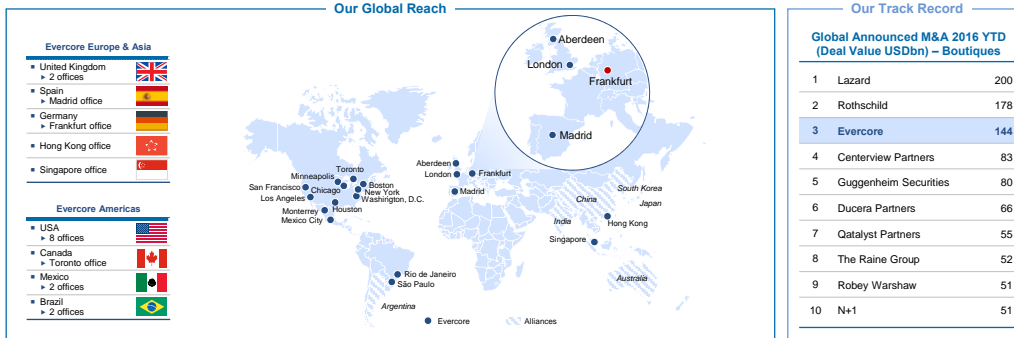 Our Global Reach
Evercore Europe & Asia
United Kingdom
2 offices
Spain
Madrid office
Germany
Frankfurt office
Hong Kong office
Singapore office
Evercore Americas
USA
8 offices
Canada
Toronto office
Mexico
2 offices
Brazil
2 offices
Aberdeen
London
Frankfurt
Madrid
Toronto
Minneapolis
San Francisco
Chicago
Boston
New York
Los Angeles
Washington, D.C.
Houston
Monterrey
Mexico City
Aberdeen
London
Frankfurt
Madrid
South Korea
China
Japan
India
Hong Kong
Singapore
Rio de Janeiro
São Paulo
Australia
Argentina
Evercore
Alliances
Our Track Record
Global Announced M&A 2016 YTD
(Deal Value USDbn) – Boutiques
1 Lazard 200
2 Rothschild 178
3 Evercore 144
4 Centerview Partners 83
5 Guggenheim Securities 80
6 Ducera Partners 66
7 Qatalyst Partners 55
8 The Raine Group 52
9 Robey Warshaw 51
10 N+1 51